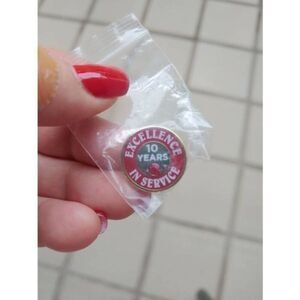 EXCELLENCE
10
YEARS
IN SERVICE